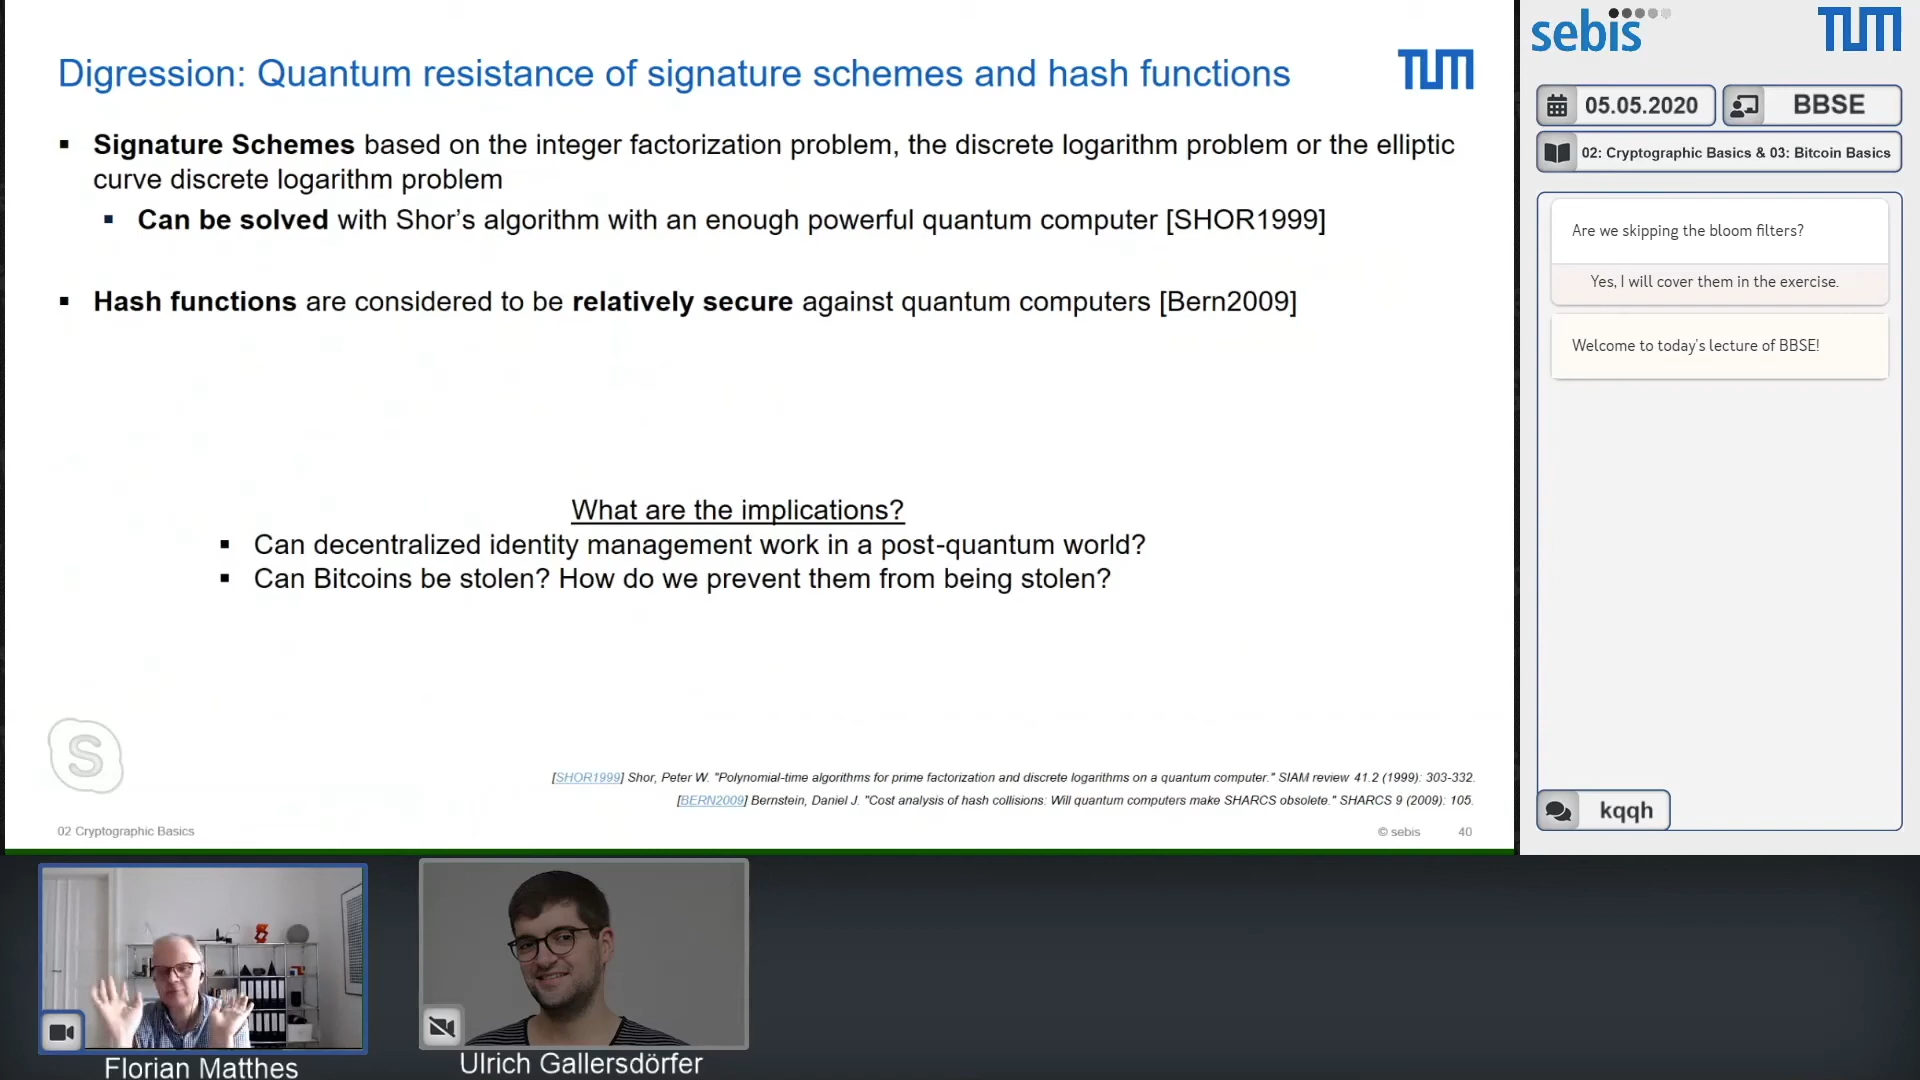 Digression: Quantum resistance of signature schemes and hash functions
TUM
▪ Signature Schemes based on the integer factorization problem, the discrete logarithm problem or the elliptic
curve discrete logarithm problem
▪ Can be solved with Shor's algorithm with an enough powerful quantum computer [SHOR1999]
▪ Hash functions are considered to be relatively secure against quantum computers [Bern2009]
What are the implications?
▪ Can decentralized identity management work in a post-quantum world?
▪ Can Bitcoins be stolen? How do we prevent them from being stolen?
S
[SHOR1999] Shor, Peter W. "Polynomial-time algorithms for prime factorization and discrete logarithms on a quantum computer." SIAM review 41.2 (1999): 303-332.
[BERN2009] Bernstein, Daniel J. "Cost analysis of hash collisions: Will quantum computers make SHARCS obsolete." SHARCS 9 (2009): 105.
02 Cryptographic Basics
© sebis 40
sebis
TUM
05.05.2020
BBSE
02: Cryptographic Basics & 03: Bitcoin Basics
Are we skipping the bloom filters?
Yes, I will cover them in the exercise.
Welcome to today's lecture of BBSE!
kqqh
Florian Matthes
Ulrich Gallersdörfer